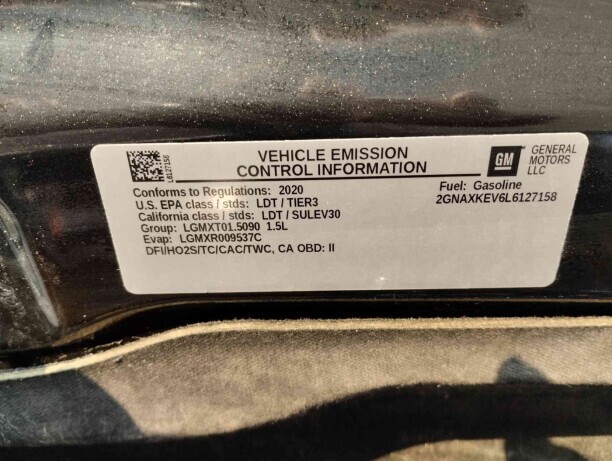 VEHICLE EMISSION
CONTROL INFORMATION
GM
GENERAL
MOTORS
LLC
L6127158
Conforms to Regulations: 2020
U.S. EPA class / stds: LDT / TIER3
California class / stds: LDT / SULEV30
Group: LGMXT01.5090 1.5L
Evap: LGMXR009537C
DFI/HO2S/TC/CAC/TWC, CA OBD: II
Fuel: Gasoline
2GNAXKEV6L6127158